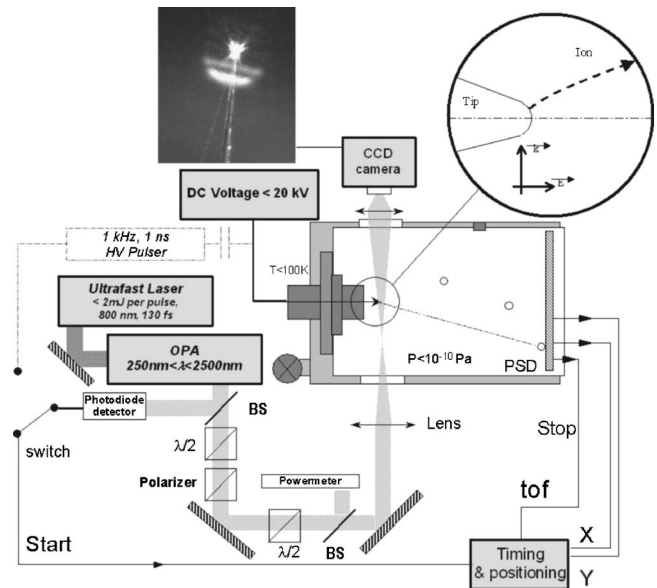 Ion
Tip
k
E
CCD
camera
DC Voltage < 20 kV
1 kHz, 1 ns
HV Pulser
T<100K
Ultrafast Laser
< 2mJ per pulse,
800 nm, 130 fs
OPA
250nm<λ<2500nm
P<10⁻¹⁰ Pa
PSD
Photodiode
detector
BS
Lens
Stop
switch
λ/2
Polarizer
Powermeter
tof
Start
λ/2
BS
X
Timing
& positioning
Y